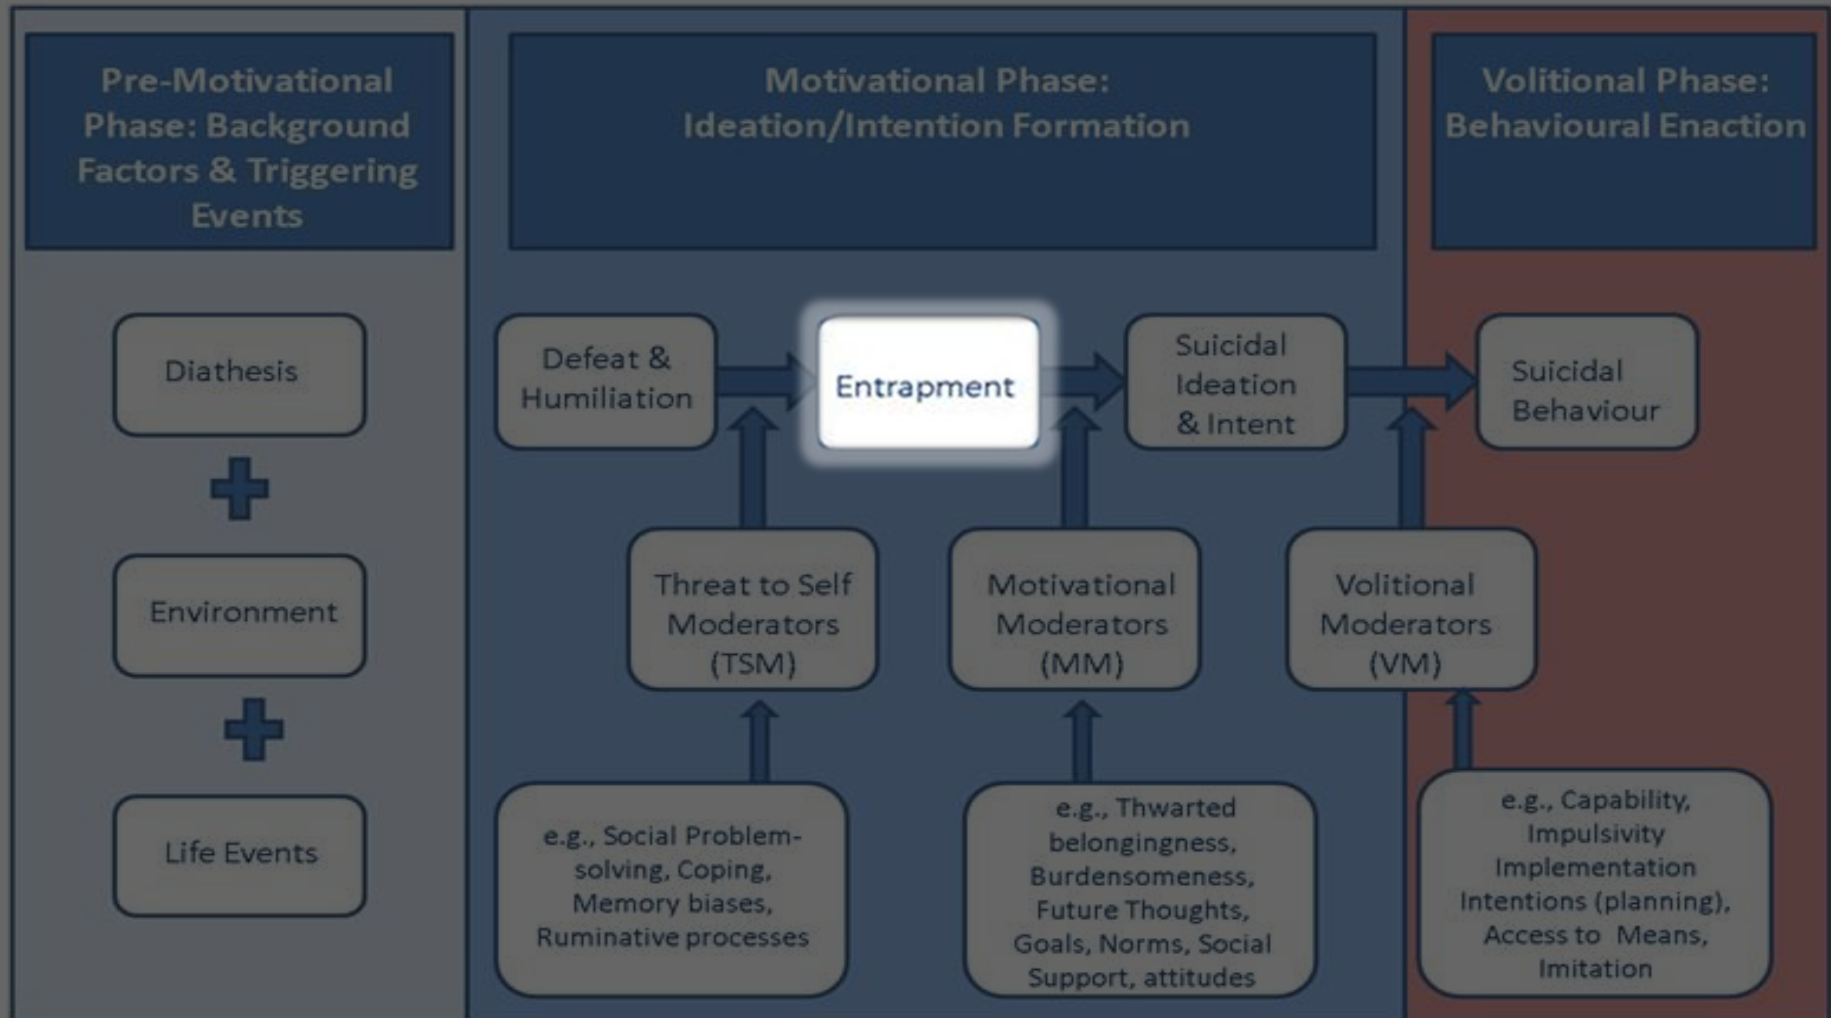 Pre-Motivational
Phase: Background
Factors & Triggering
Events
Diathesis
Environment
Life Events
Motivational Phase:
Ideation/Intention Formation
Defeat &
Humiliation
Entrapment
Suicidal
Ideation
& Intent
Threat to Self
Moderators
(TSM)
Motivational
Moderators
(MM)
Volitional
Moderators
(VM)
e.g., Social Problem-
solving, Coping,
Memory biases,
Ruminative processes
e.g., Thwarted
belongingness,
Burdensomeness,
Future Thoughts,
Goals, Norms, Social
Support, attitudes
Volitional Phase:
Behavioural Enaction
Suicidal
Behaviour
e.g., Capability,
Impulsivity
Implementation
Intentions (planning),
Access to Means,
Imitation